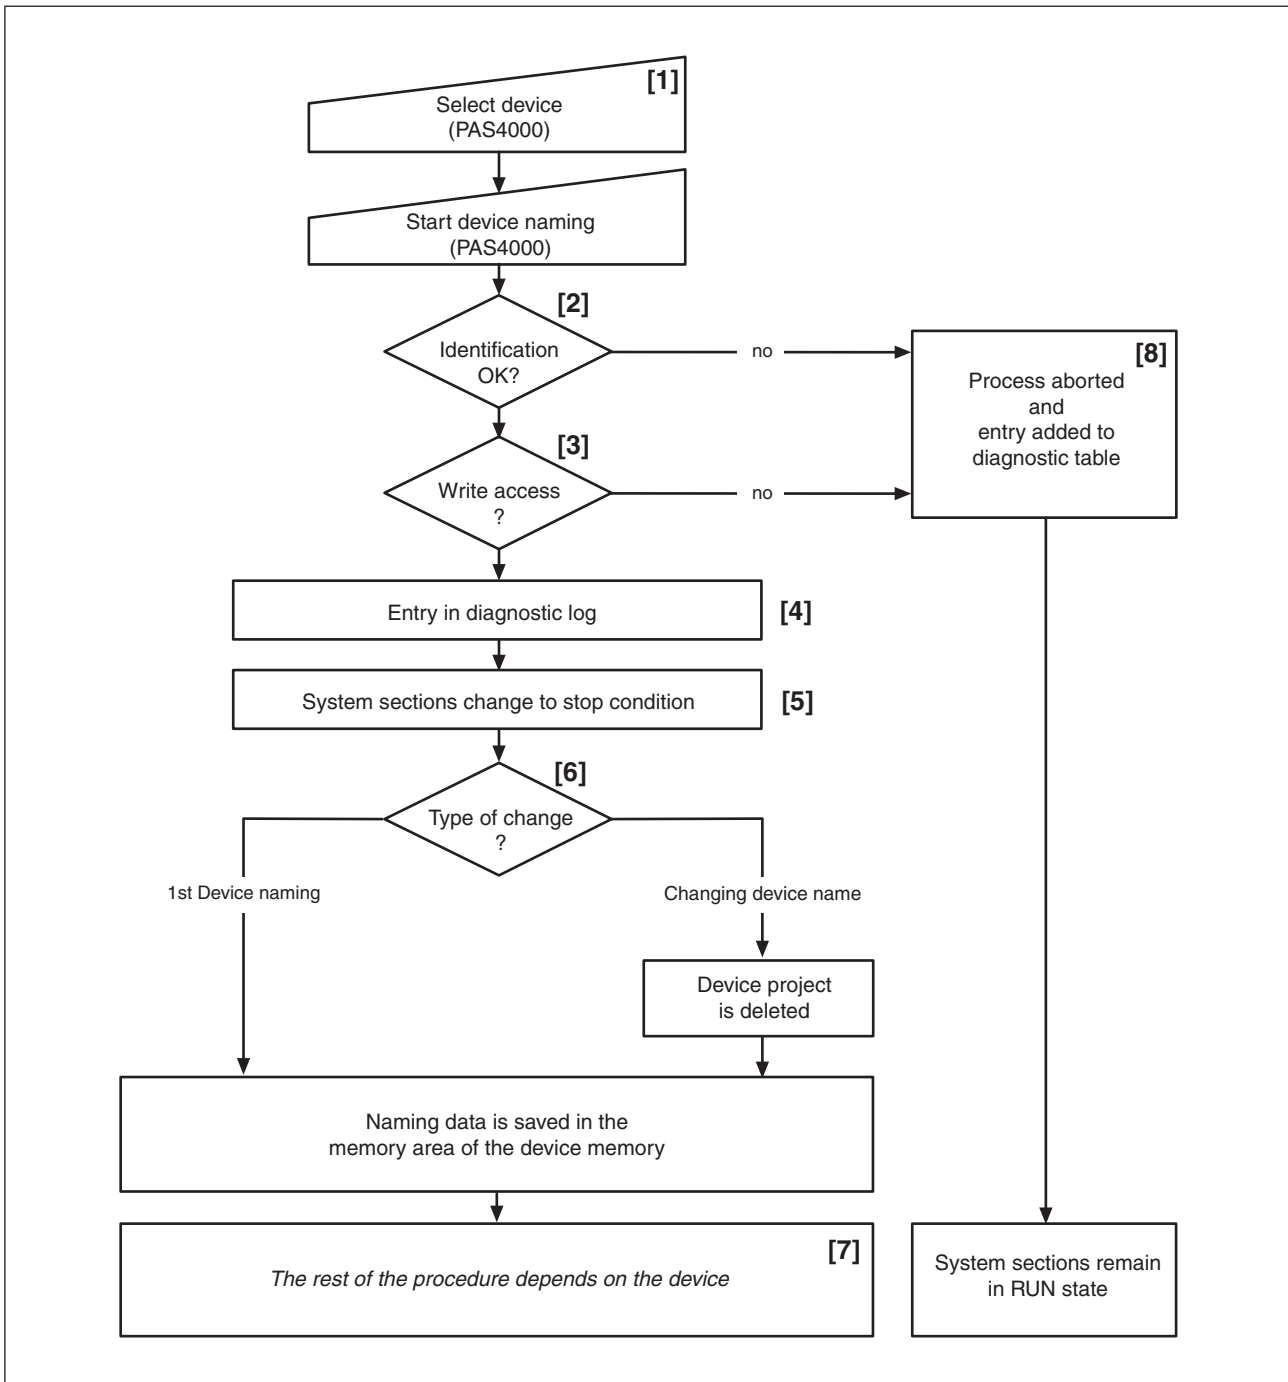 [1]
Select device
(PAS4000)
Start device naming
(PAS4000)
[2]
Identification
OK?
no
[8]
Process aborted
and
entry added to
diagnostic table
[3]
Write access
?
no
Entry in diagnostic log
[4]
System sections change to stop condition
[5]
[6]
Type of change
?
1st Device naming
Changing device name
Device project
is deleted
Naming data is saved in the
memory area of the device memory
[7]
The rest of the procedure depends on the device
System sections remain
in RUN state